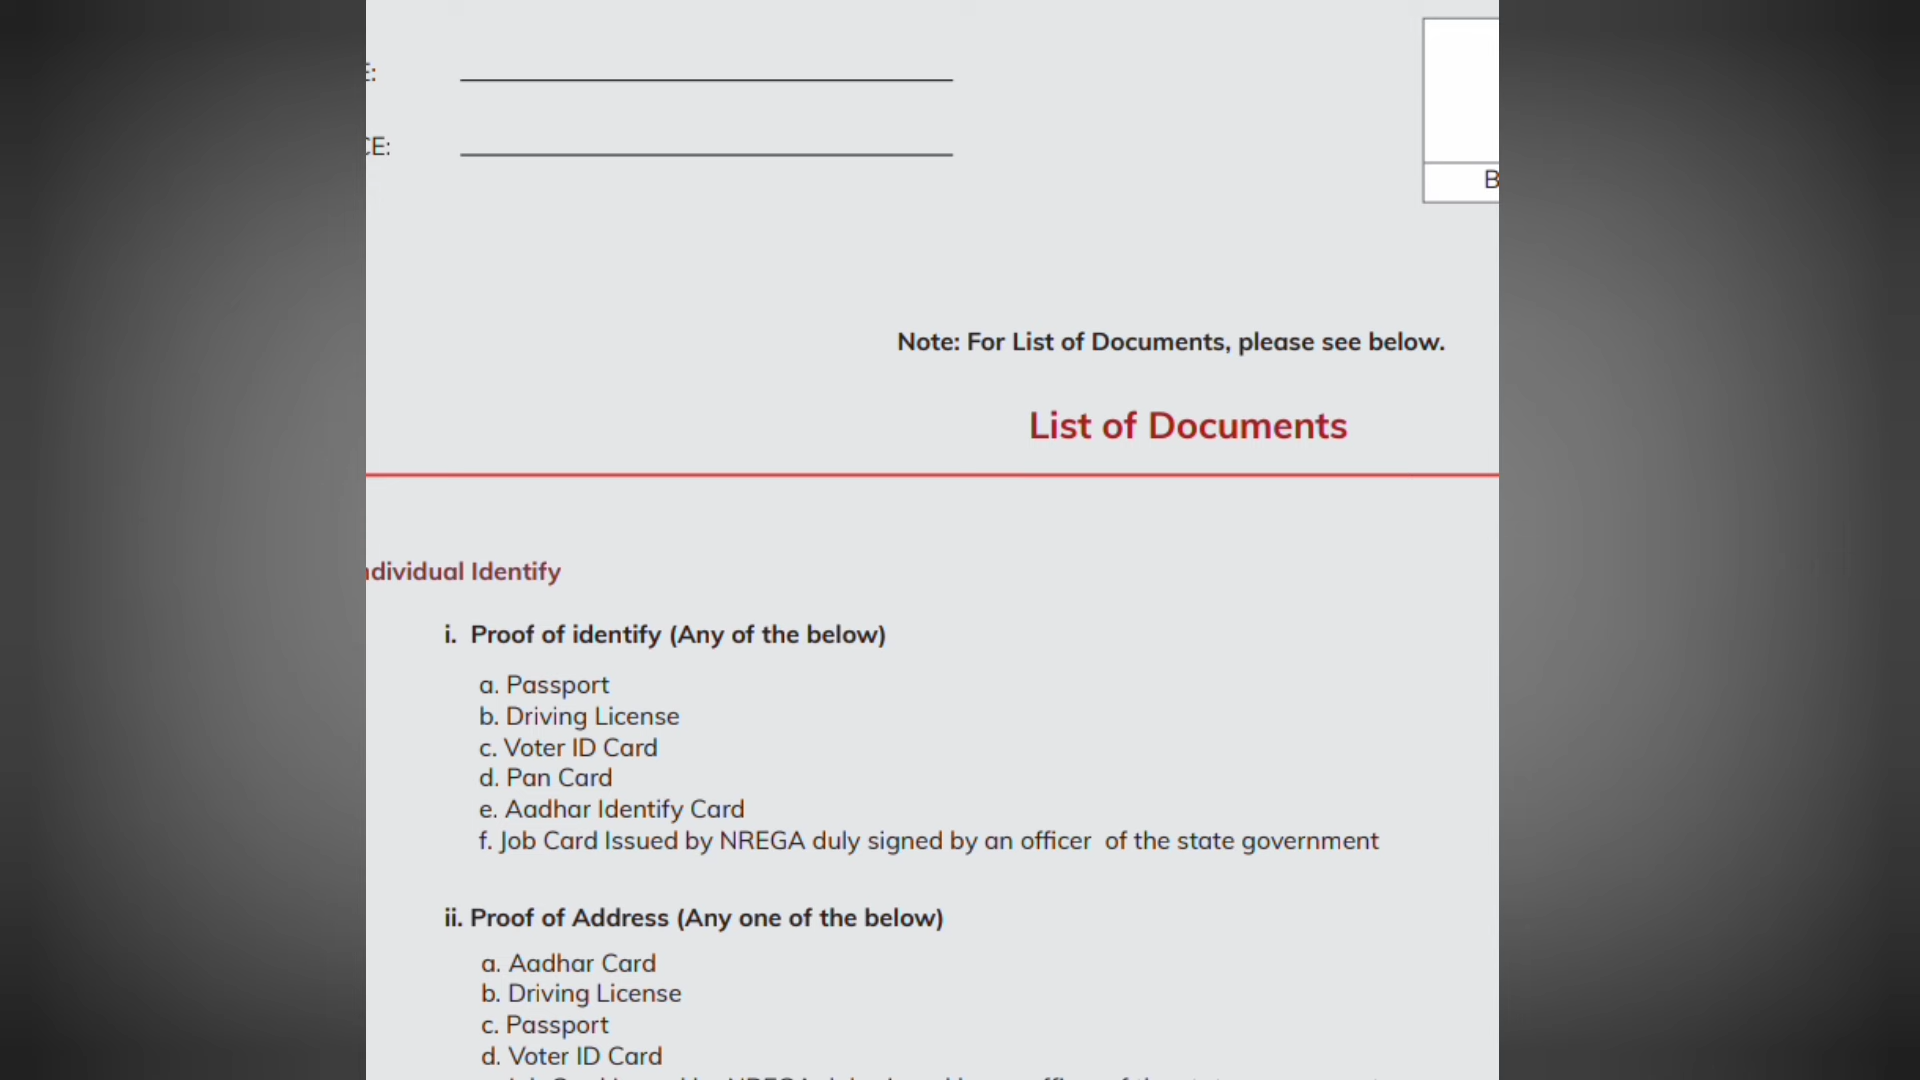 E:
CE:
B
Note: For List of Documents, please see below.
List of Documents
ndividual Identify
i. Proof of identify (Any of the below)
a. Passport
b. Driving License
c. Voter ID Card
d. Pan Card
e. Aadhar Identify Card
f. Job Card Issued by NREGA duly signed by an officer of the state government
ii. Proof of Address (Any one of the below)
a. Aadhar Card
b. Driving License
c. Passport
d. Voter ID Card